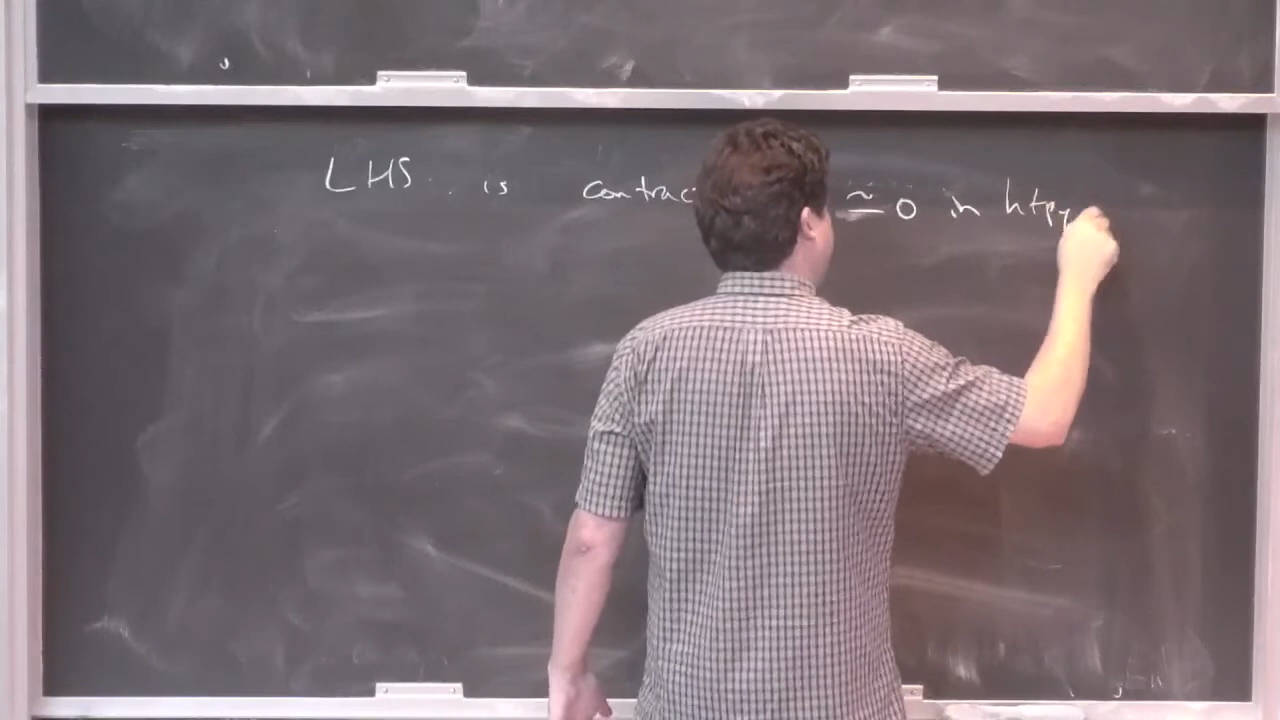 LHS .. is contrac ≅ 0 in htpy